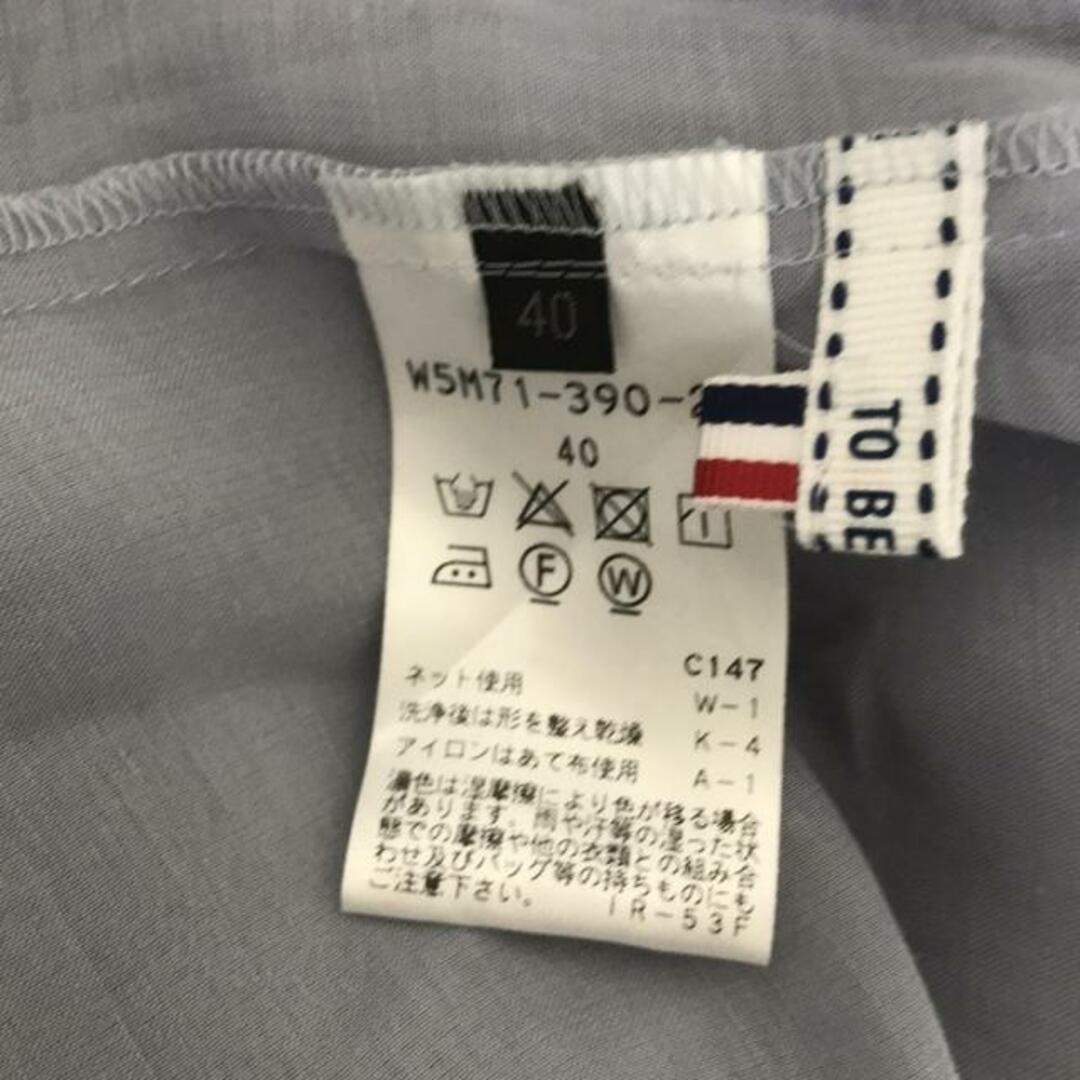 40
W5M71-390-2
40
F W
C147
W-1
K-4
A-1
ネット使用
洗浄後は形を整え乾燥
アイロンはあて布使用
濃色は湿摩擦により色が移る場合
があります。雨や汗等の湿った状
態での摩擦や他の衣類との組み合
わせ及びバッグ等の持ちものにも
ご注意下さい。
TO BE